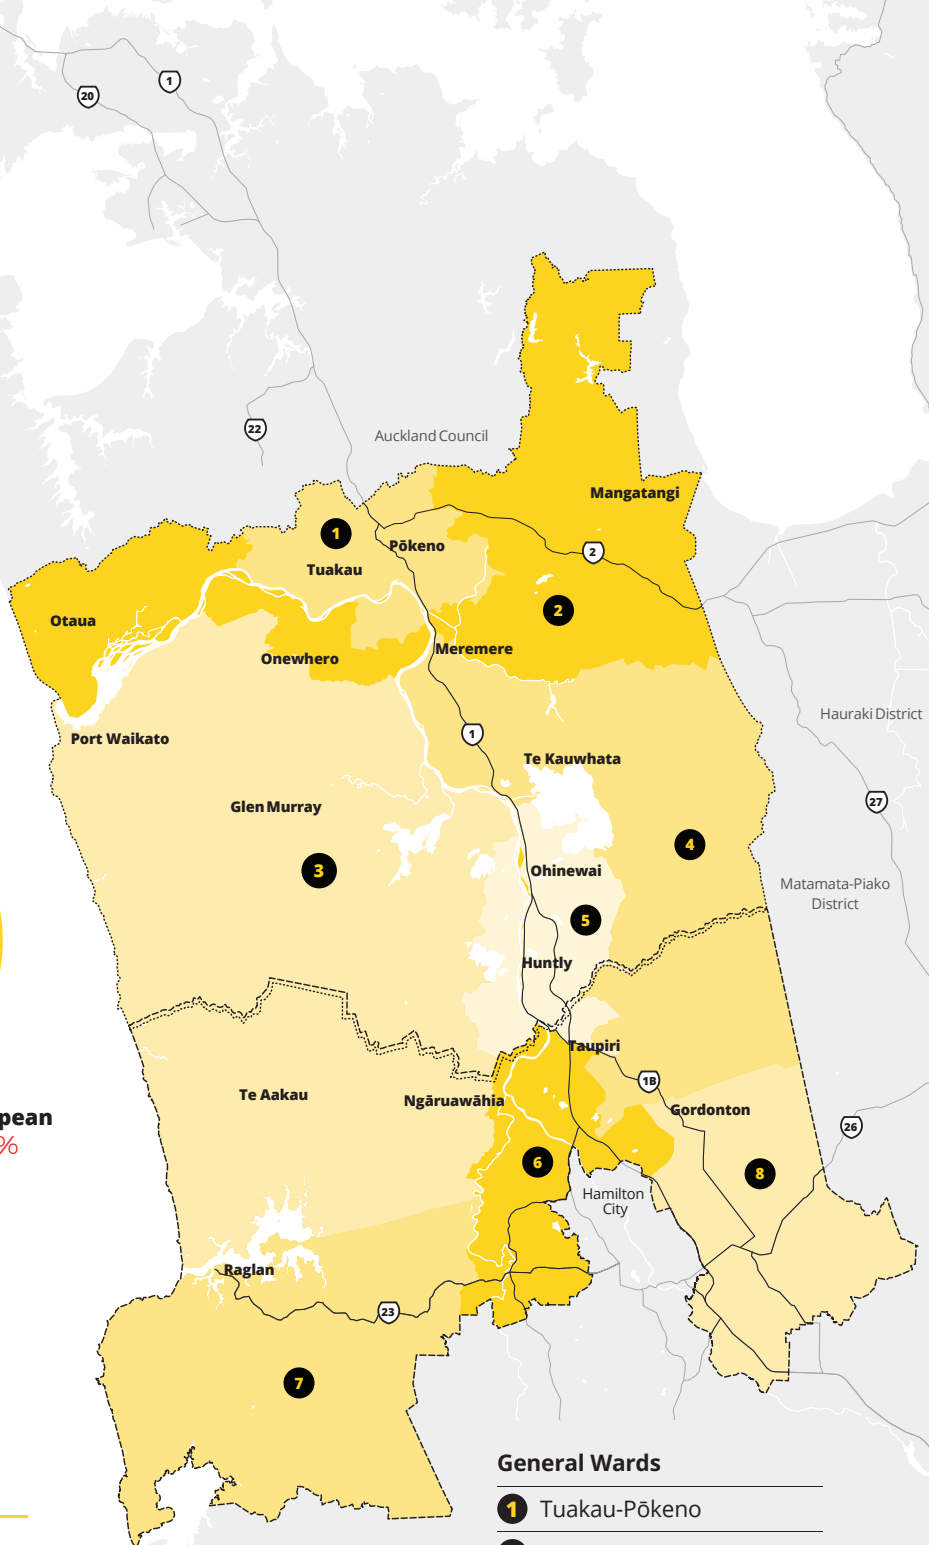 1
20
22
Auckland Council
Mangatangi
1
Pōkeno
2
Tuakau
2
Otaua
Meremere
Onewhero
Hauraki District
Port Waikato
1
Te Kauwhata
27
Glen Murray
4
3
Ohinewai
Matamata-Piako
District
5
Huntly
Taupiri
1B
Te Aakau
Ngāruawāhia
Gordonton
pean
%
26
6
8
Hamilton
City
Raglan
23
7
General Wards
1 Tuakau-Pōkeno